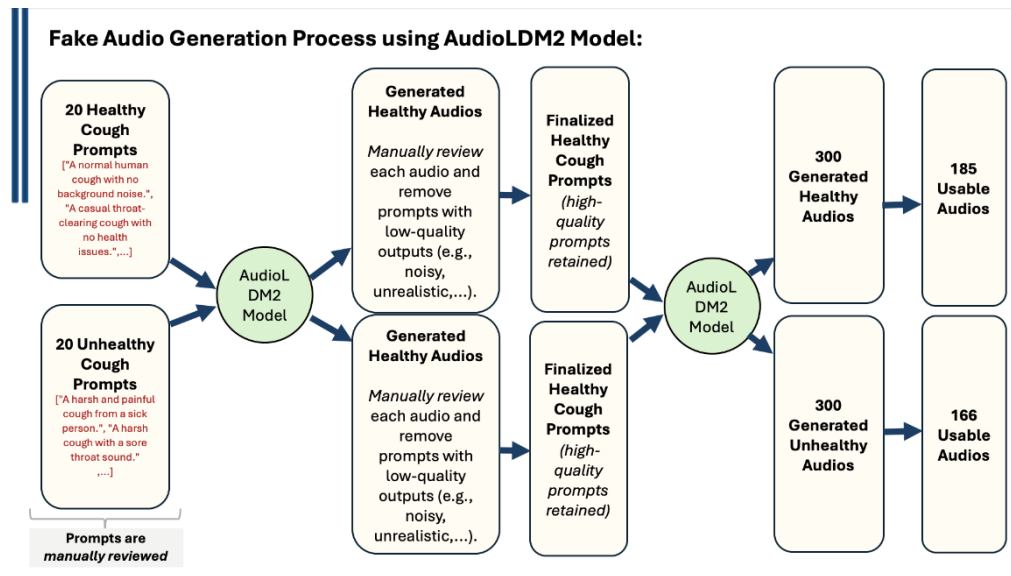 Fake Audio Generation Process using AudioLDM2 Model:
20 Healthy
Cough
Prompts
["A normal human
cough with no
background noise.",
"A casual throat-
clearing cough with
no health
issues.",...]
20 Unhealthy
Cough
Prompts
["A harsh and painful
cough from a sick
person.", "A harsh
cough with a sore
throat sound."
,...]
Prompts are
manually reviewed
AudioL
DM2
Model
Generated
Healthy Audios
Manually review
each audio and
remove
prompts with
low-quality
outputs (e.g.,
noisy,
unrealistic,...).
Generated
Healthy Audios
Manually review
each audio and
remove
prompts with
low-quality
outputs (e.g.,
noisy,
unrealistic,...).
Finalized
Healthy
Cough
Prompts
(high-
quality
prompts
retained)
Finalized
Healthy
Cough
Prompts
(high-
quality
prompts
retained)
AudioL
DM2
Model
300
Generated
Healthy
Audios
185
Usable
Audios
300
Generated
Unhealthy
Audios
166
Usable
Audios